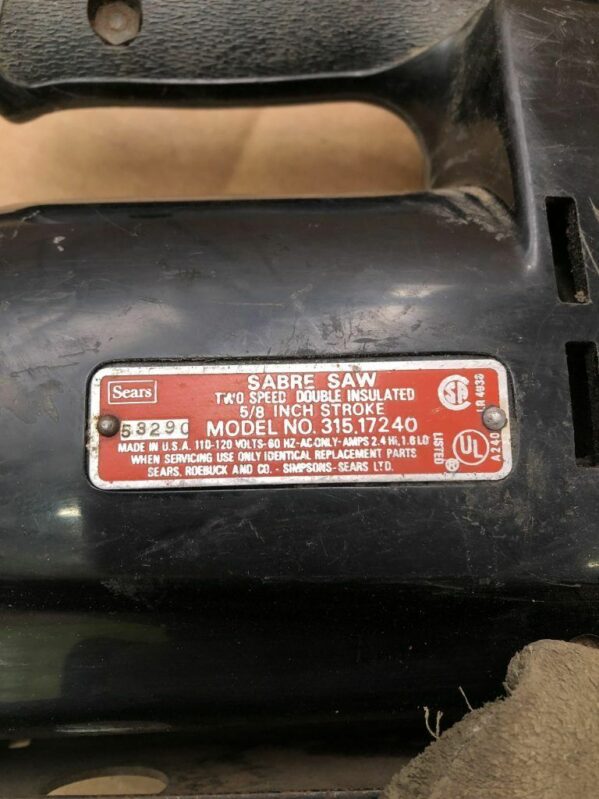 Sears
SABRE SAW
TWO SPEED DOUBLE INSULATED
5/8 INCH STROKE
53290
MODEL NO. 315.17240
MADE IN U.S.A. 110-120 VOLTS-60 HZ-AC ONLY-AMPS 2.4 HI, 1.6 LO
WHEN SERVICING USE ONLY IDENTICAL REPLACEMENT PARTS
SEARS, ROEBUCK AND CO. - SIMPSONS-SEARS LTD.
LISTED
UL
®
A240